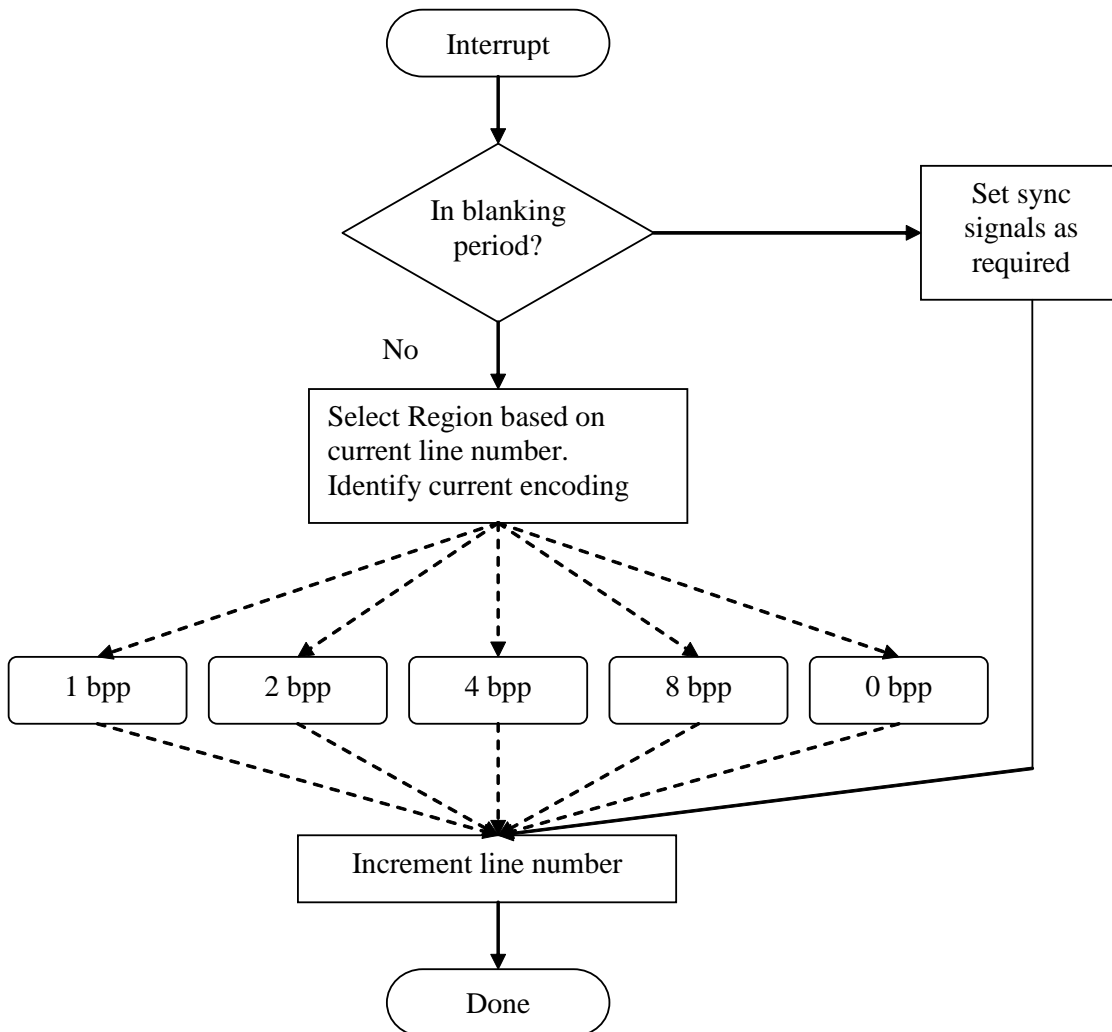 Interrupt
In blanking
period?
Set sync
signals as
required
No
Select Region based on
current line number.
Identify current encoding
1 bpp
2 bpp
4 bpp
8 bpp
0 bpp
Increment line number
Done